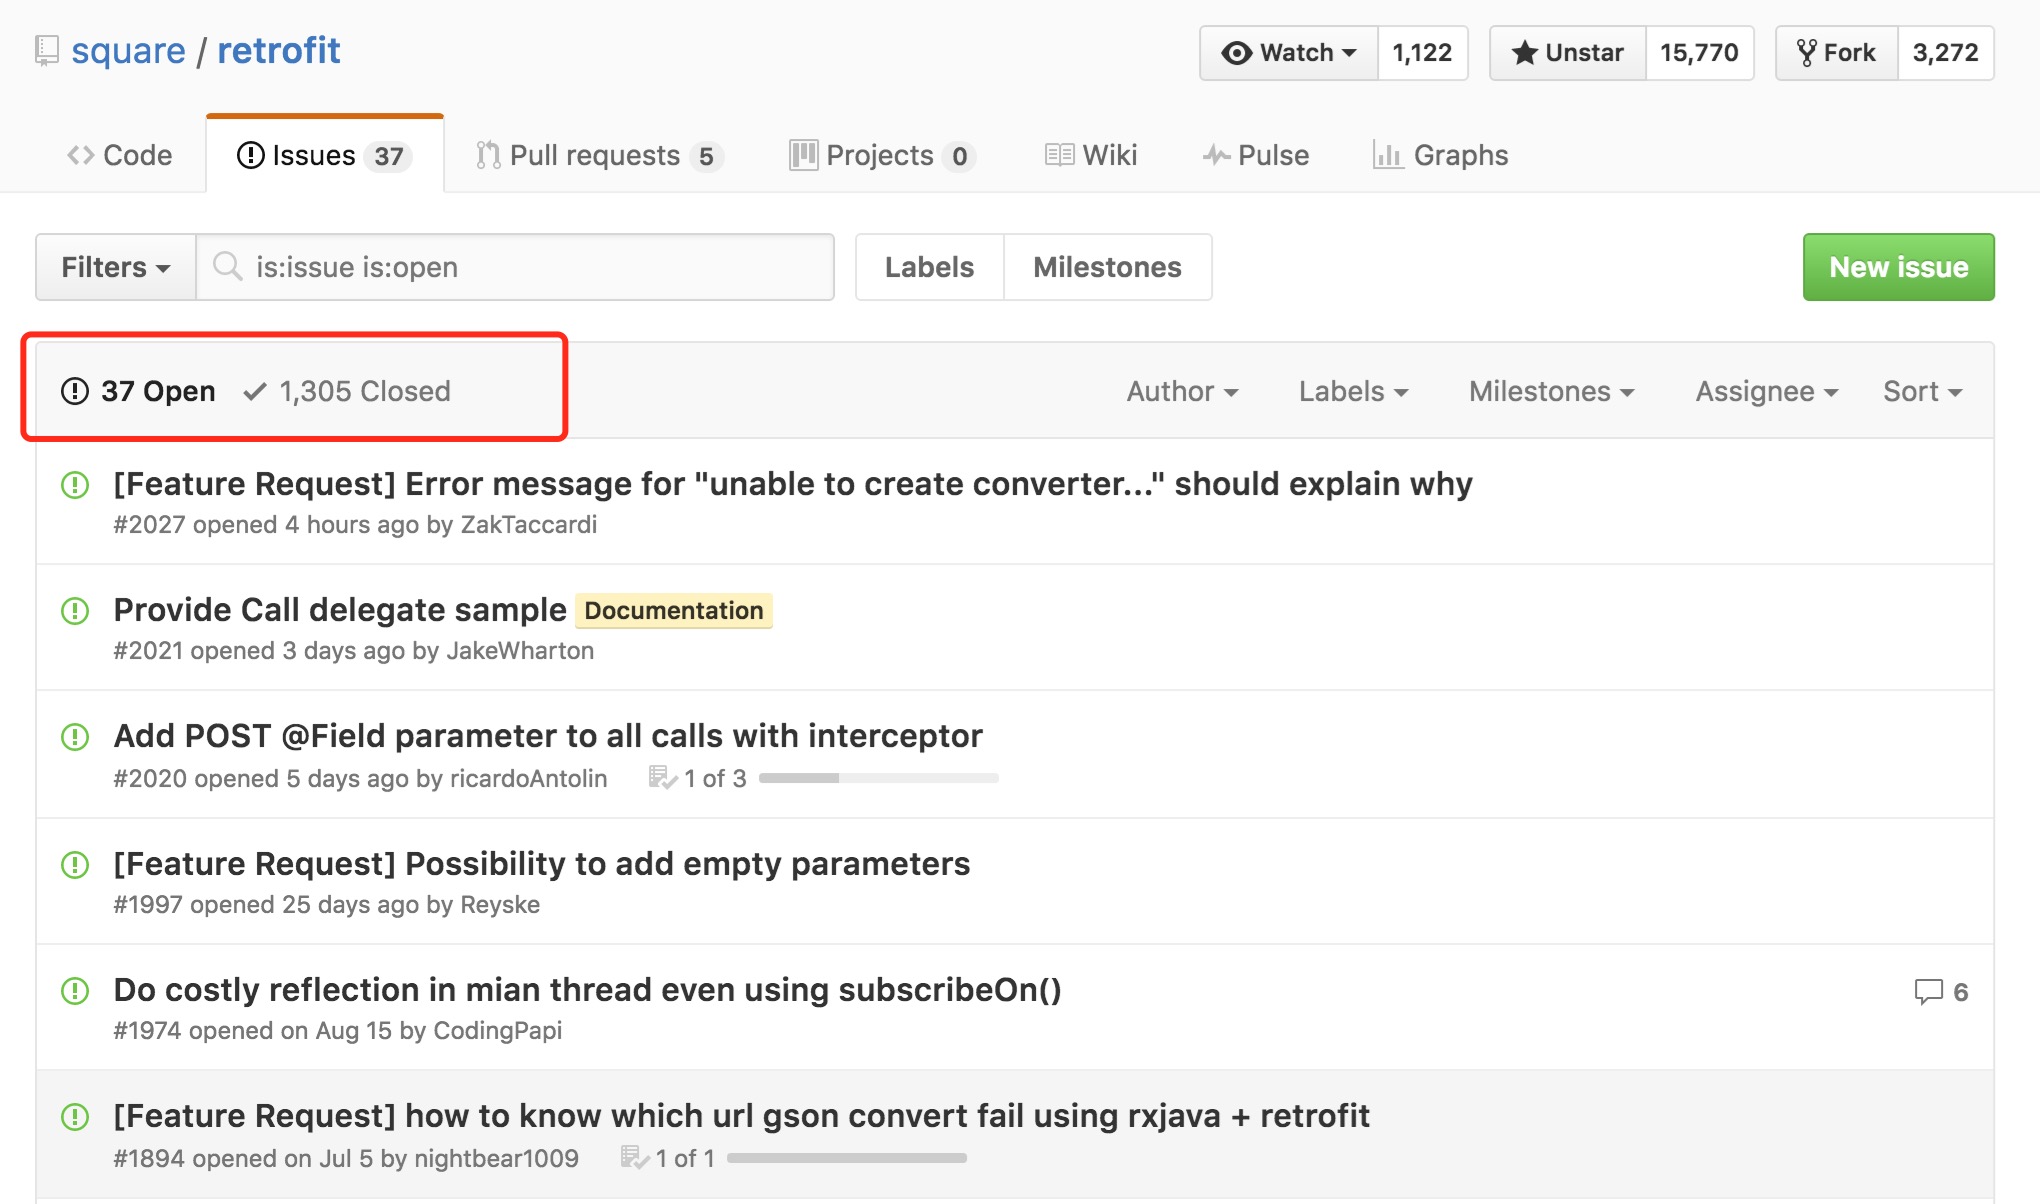 square / retrofit
Watch 1,122 Unstar 15,770 Fork 3,272
Code Issues 37 Pull requests 5 Projects 0 Wiki Pulse Graphs
Filters is:issue is:open Labels Milestones New issue
37 Open 1,305 Closed Author Labels Milestones Assignee Sort
[Feature Request] Error message for "unable to create converter..." should explain why
#2027 opened 4 hours ago by ZakTaccardi
Provide Call delegate sample Documentation
#2021 opened 3 days ago by JakeWharton
Add POST @Field parameter to all calls with interceptor
#2020 opened 5 days ago by ricardoAntolin 1 of 3
[Feature Request] Possibility to add empty parameters
#1997 opened 25 days ago by Reyske
Do costly reflection in mian thread even using subscribeOn() 6
#1974 opened on Aug 15 by CodingPapi
[Feature Request] how to know which url gson convert fail using rxjava + retrofit
#1894 opened on Jul 5 by nightbear1009 1 of 1